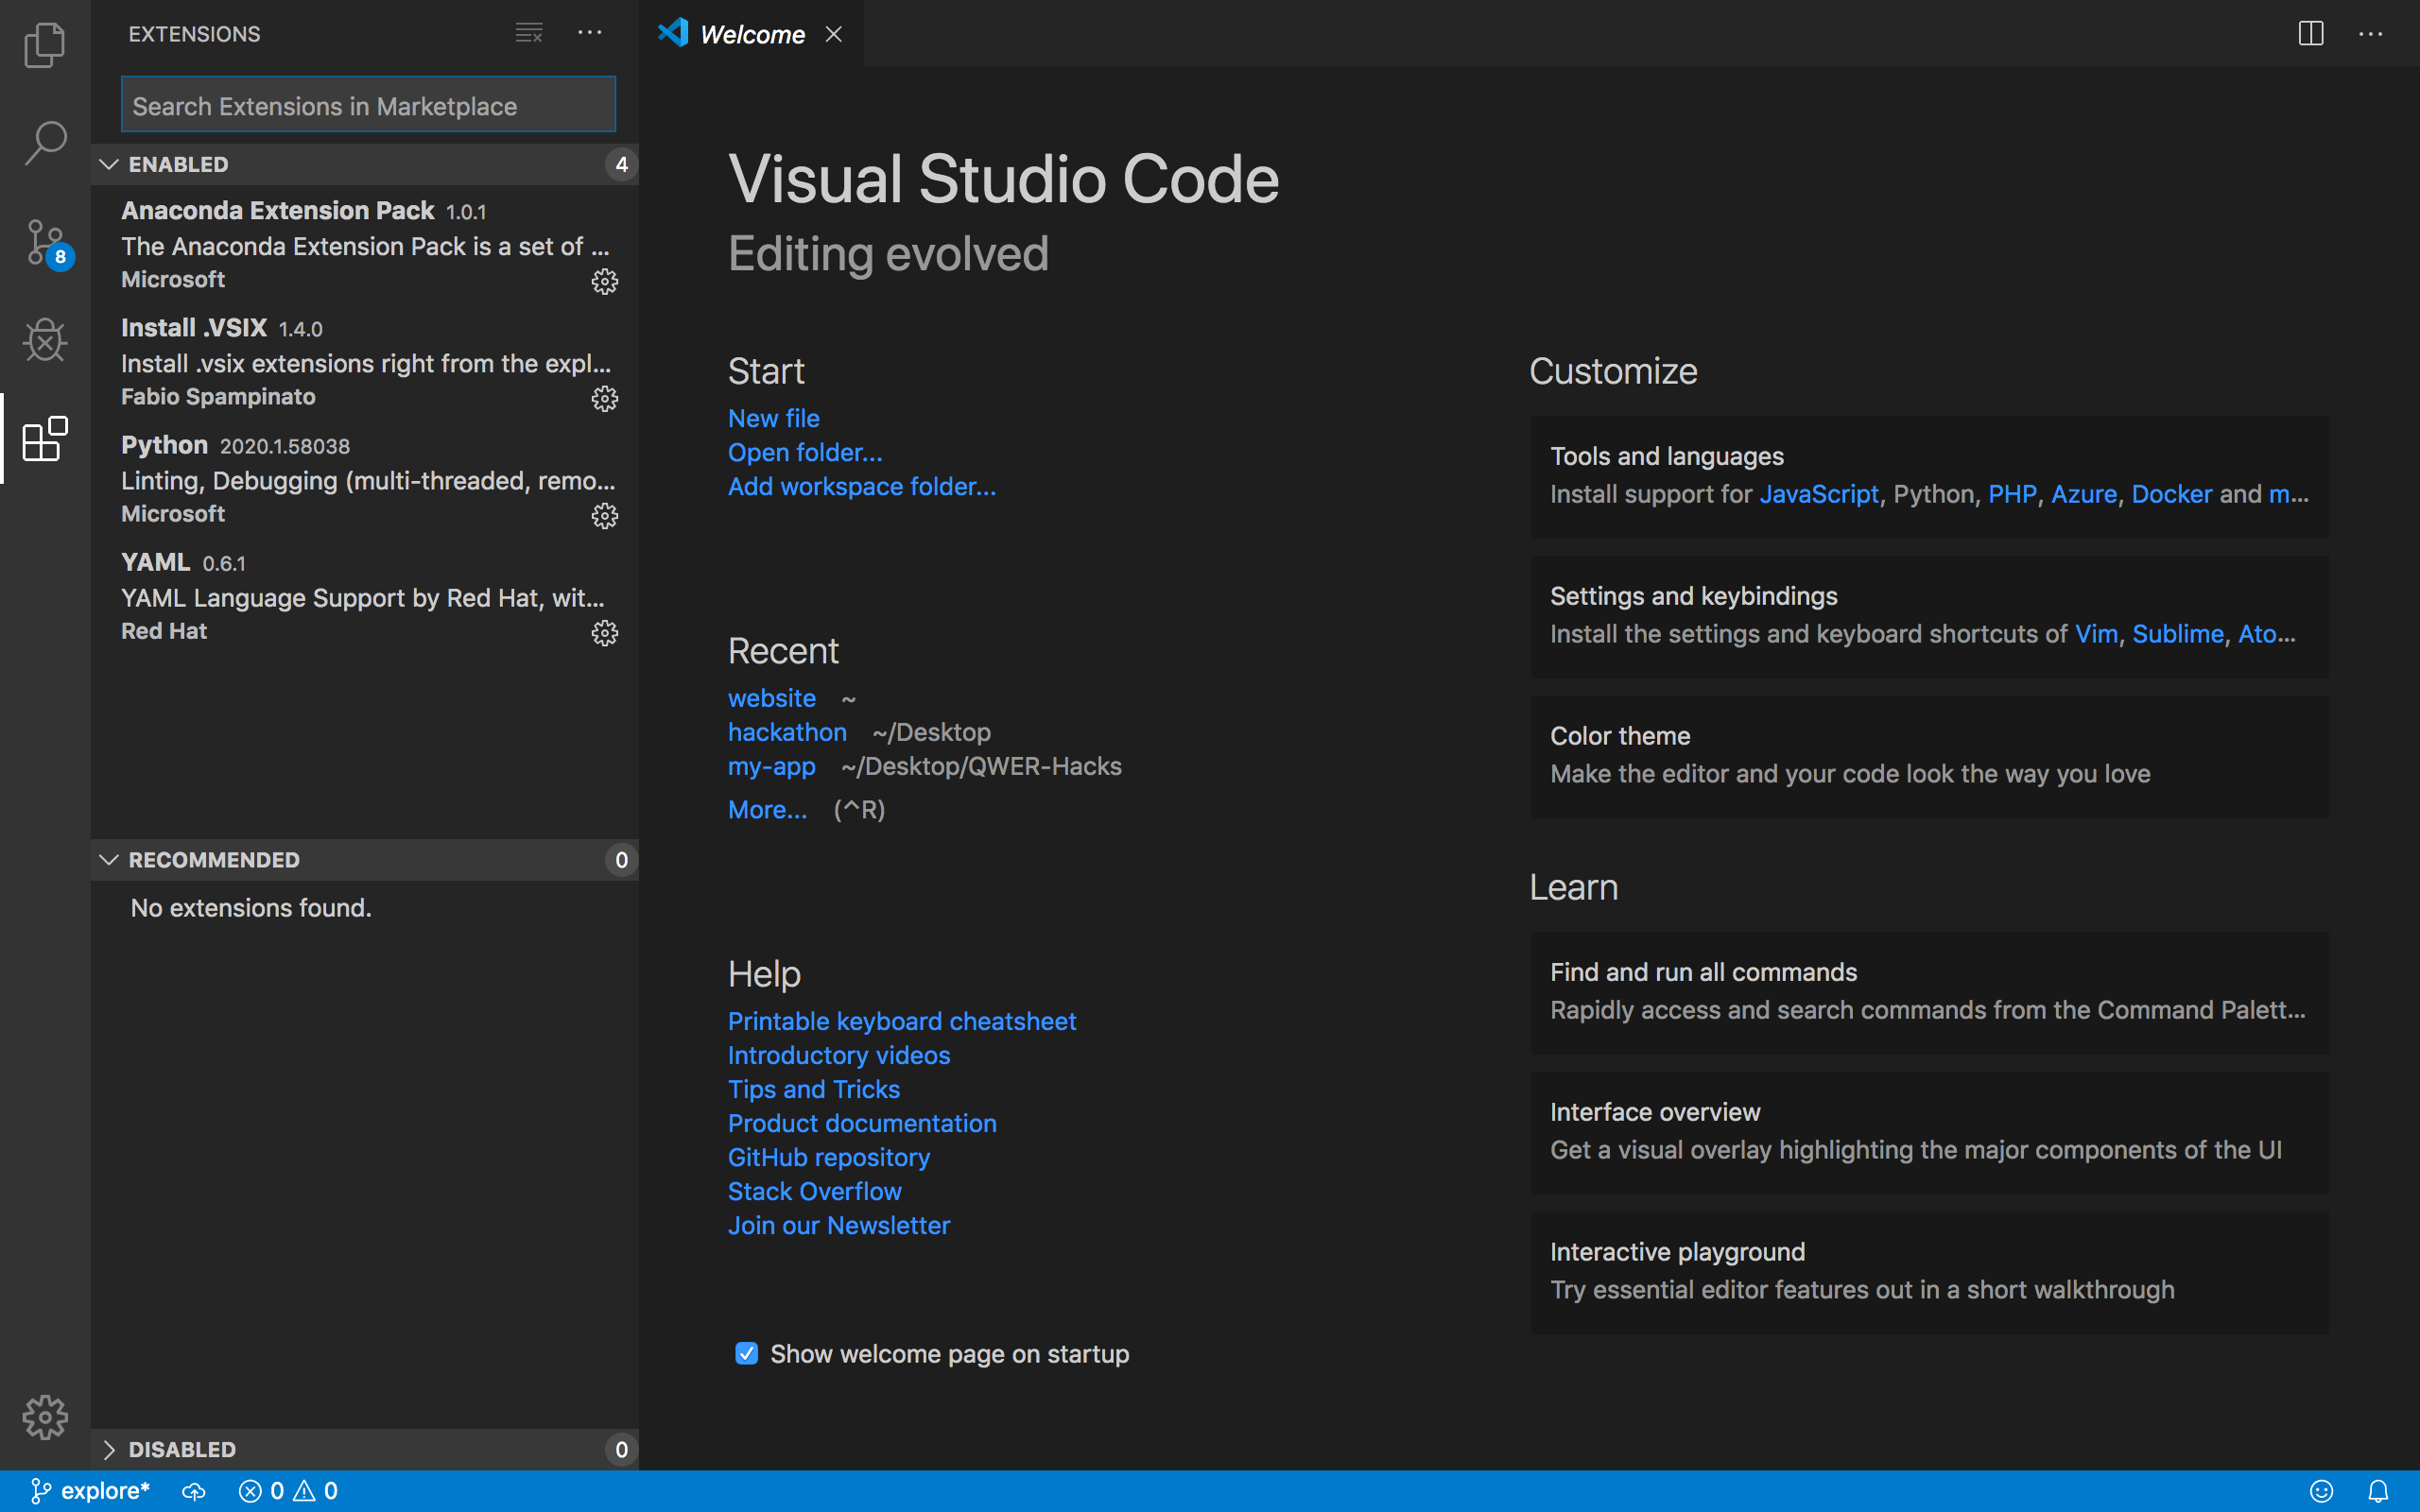 EXTENSIONS
Search Extensions in Marketplace
ENABLED 4
Anaconda Extension Pack 1.0.1
The Anaconda Extension Pack is a set of ...
Microsoft
Install .VSIX 1.4.0
Install .vsix extensions right from the expl...
Fabio Spampinato
Python 2020.1.58038
Linting, Debugging (multi-threaded, remo...
Microsoft
YAML 0.6.1
YAML Language Support by Red Hat, wit...
Red Hat
RECOMMENDED 0
No extensions found.
DISABLED 0
8
Welcome
Visual Studio Code
Editing evolved
Start
New file
Open folder...
Add workspace folder...
Recent
website ~
hackathon ~/Desktop
my-app ~/Desktop/QWER-Hacks
More... (^R)
Help
Printable keyboard cheatsheet
Introductory videos
Tips and Tricks
Product documentation
GitHub repository
Stack Overflow
Join our Newsletter
Show welcome page on startup
Customize
Tools and languages
Install support for JavaScript, Python, PHP, Azure, Docker and m...
Settings and keybindings
Install the settings and keyboard shortcuts of Vim, Sublime, Ato...
Color theme
Make the editor and your code look the way you love
Learn
Find and run all commands
Rapidly access and search commands from the Command Palett...
Interface overview
Get a visual overlay highlighting the major components of the UI
Interactive playground
Try essential editor features out in a short walkthrough
explore* 0 0